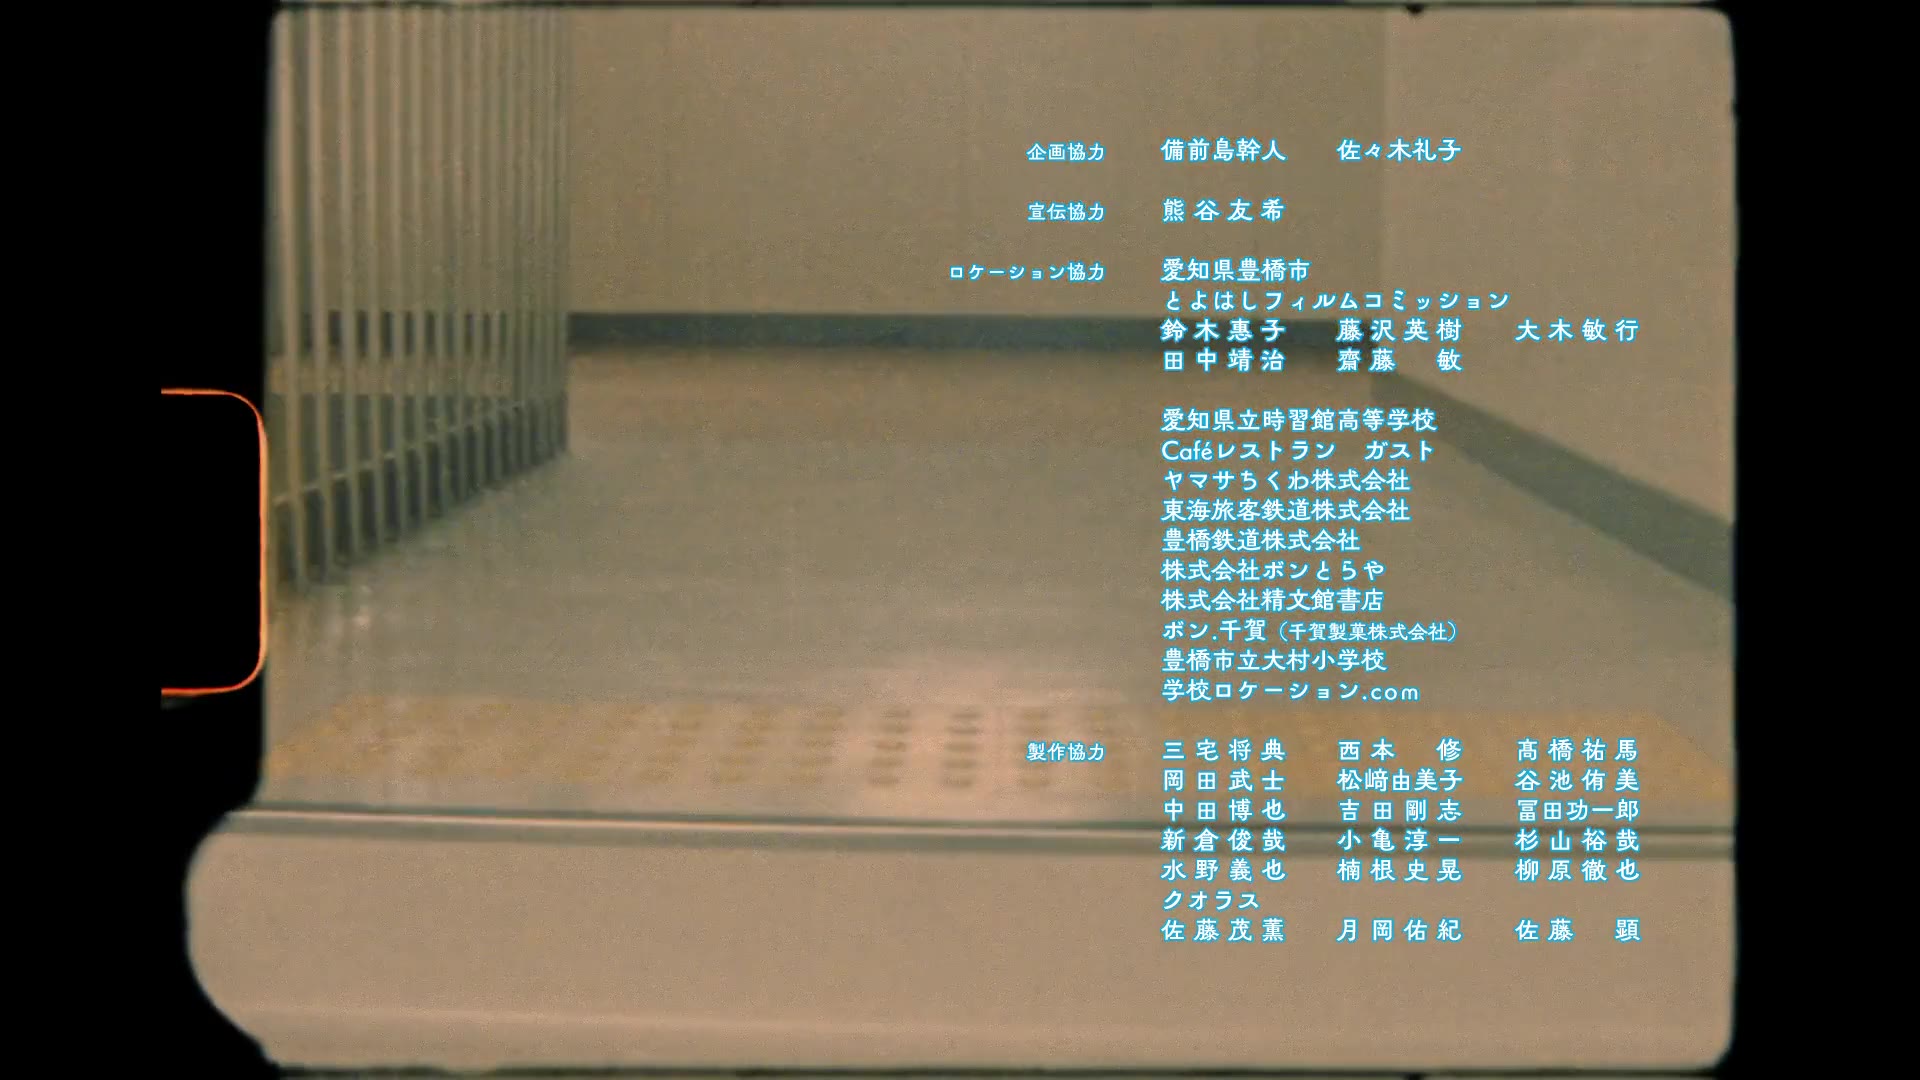 企画協力 備前島幹人 佐々木礼子
宣伝協力 熊谷友希
ロケーション協力 愛知県豊橋市
とよはしフィルムコミッション
鈴木惠子 藤沢英樹 大木敏行
田中靖治 齋藤 敏
愛知県立時習館高等学校
Caféレストラン ガスト
ヤマサちくわ株式会社
東海旅客鉄道株式会社
豊橋鉄道株式会社
株式会社ボンとらや
株式会社精文館書店
ボン.千賀（千賀製菓株式会社）
豊橋市立大村小学校
学校ロケーション.com
製作協力 三宅将典 西本 修 髙橋祐馬
岡田武士 松﨑由美子 谷池侑美
中田博也 吉田剛志 冨田功一郎
新倉俊哉 小亀淳一 杉山裕哉
水野義也 楠根史晃 柳原徹也
クオラス
佐藤茂薫 月岡佑紀 佐藤 顕